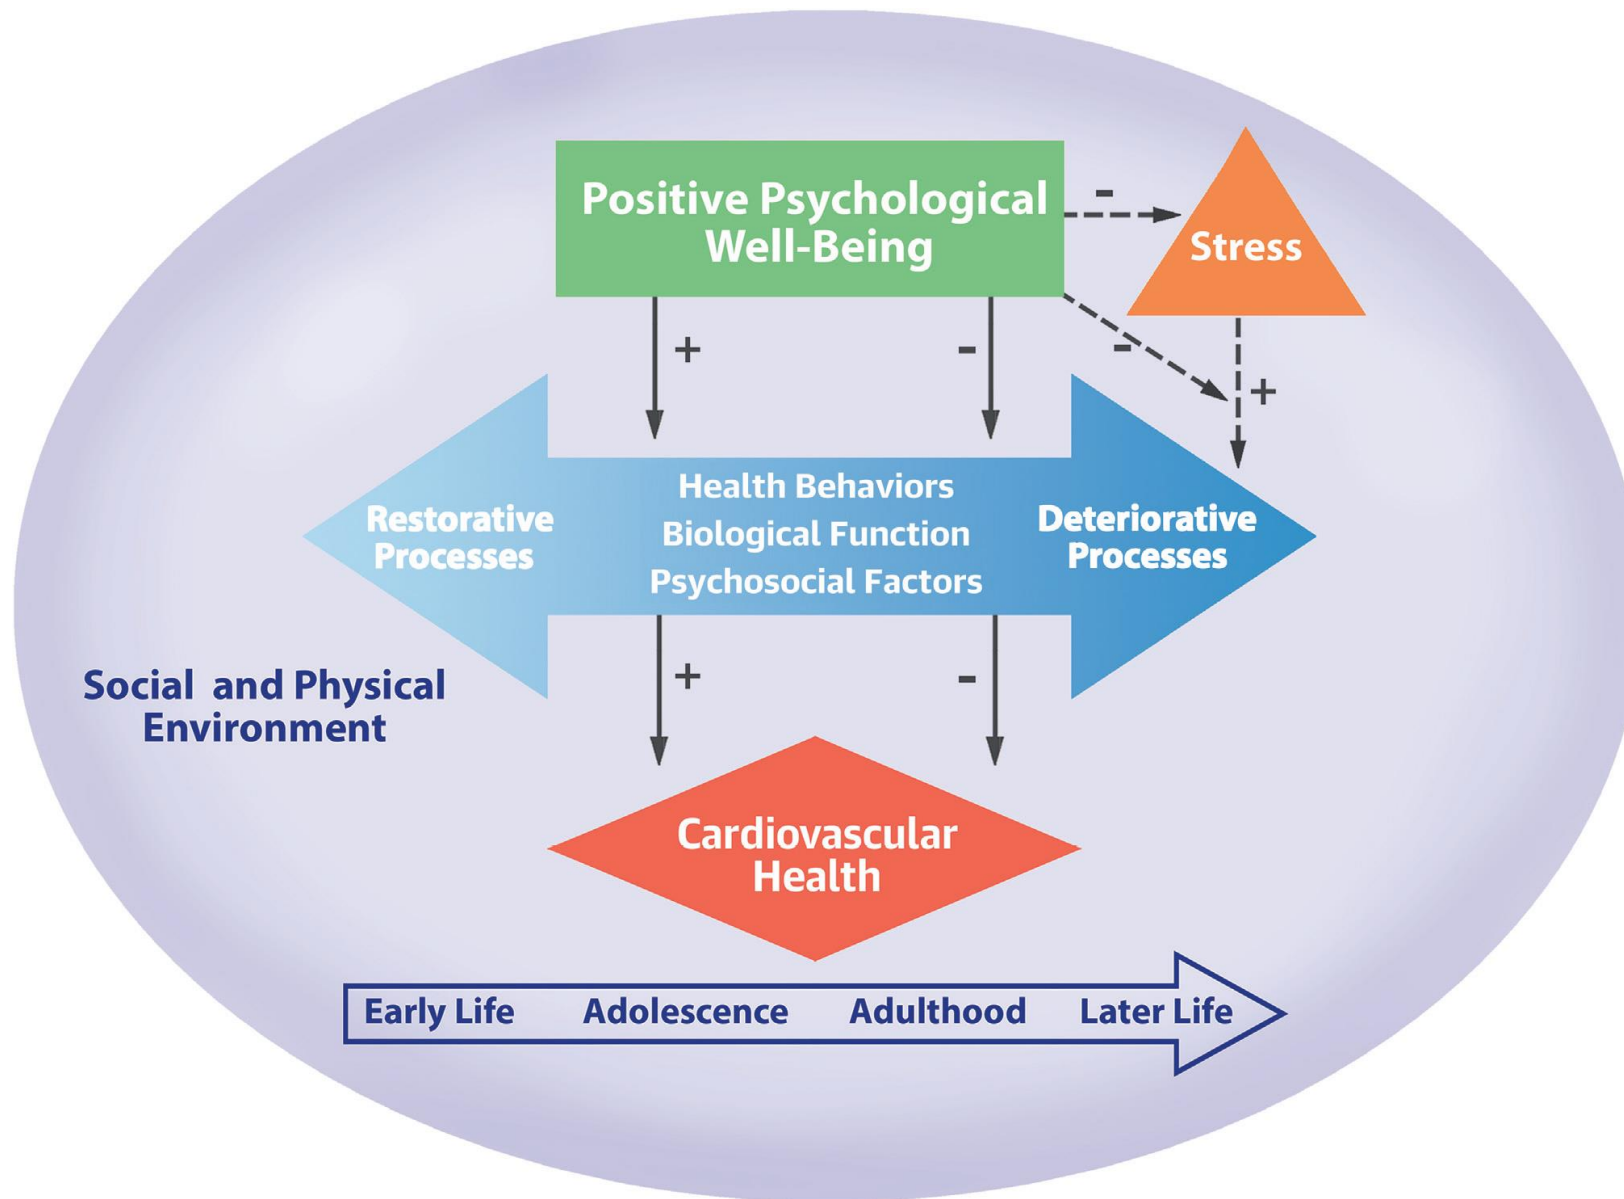 Positive Psychological
Well-Being
-
Stress
+
-
-
+
Restorative
Processes
Health Behaviors
Biological Function
Psychosocial Factors
Deteriorative
Processes
+
-
Social and Physical
Environment
Cardiovascular
Health
Early Life Adolescence Adulthood Later Life